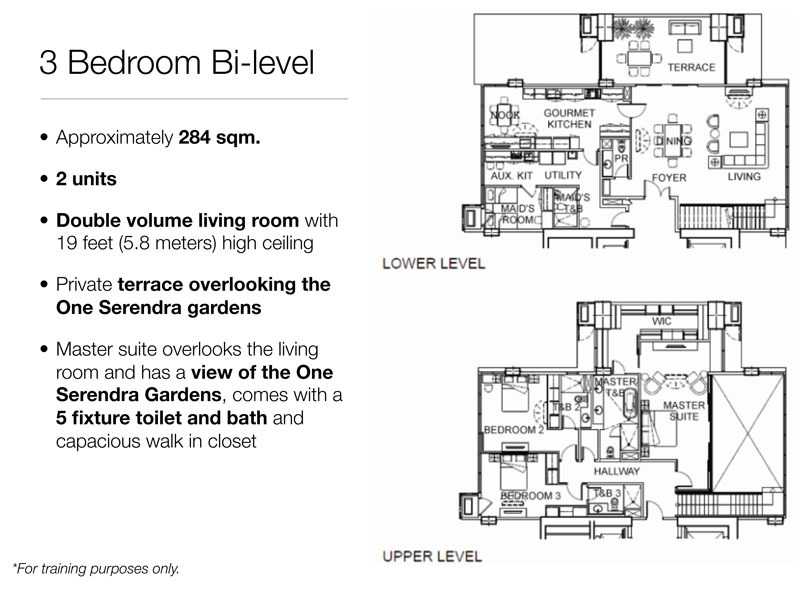 3 Bedroom Bi-level
• Approximately 284 sqm.
• 2 units
• Double volume living room with
19 feet (5.8 meters) high ceiling
• Private terrace overlooking the
One Serendra gardens
• Master suite overlooks the living
room and has a view of the One
Serendra Gardens, comes with a
5 fixture toilet and bath and
capacious walk in closet
*For training purposes only.
TERRACE
NOOK
GOURMET
KITCHEN
DINING
PR
AUX. KIT
UTILITY
FOYER
LIVING
MAID'S
ROOM
MAID'S
T&B
LOWER LEVEL
WIC
MASTER
T&B
T&B 2
MASTER
SUITE
BEDROOM 2
HALLWAY
BEDROOM 3
T&B 3
UPPER LEVEL